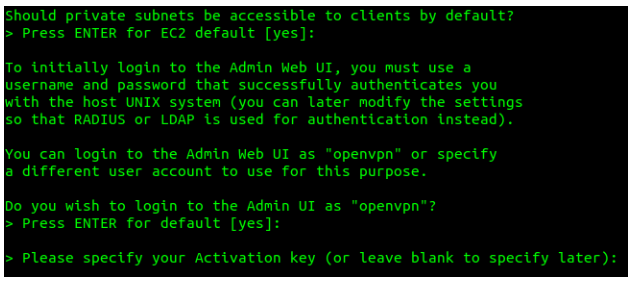 Should private subnets be accessible to clients by default?
> Press ENTER for EC2 default [yes]:
To initially login to the Admin Web UI, you must use a
username and password that successfully authenticates you
with the host UNIX system (you can later modify the settings
so that RADIUS or LDAP is used for authentication instead).
You can login to the Admin Web UI as "openvpn" or specify
a different user account to use for this purpose.
Do you wish to login to the Admin UI as "openvpn"?
> Press ENTER for default [yes]:
> Please specify your Activation key (or leave blank to specify later):